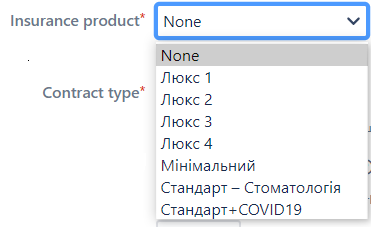 Insurance product* None
None
Люкс 1
Люкс 2
Contract type*
Люкс 3
Люкс 4
Мінімальний
Стандарт – Стоматологія
Стандарт+COVID19